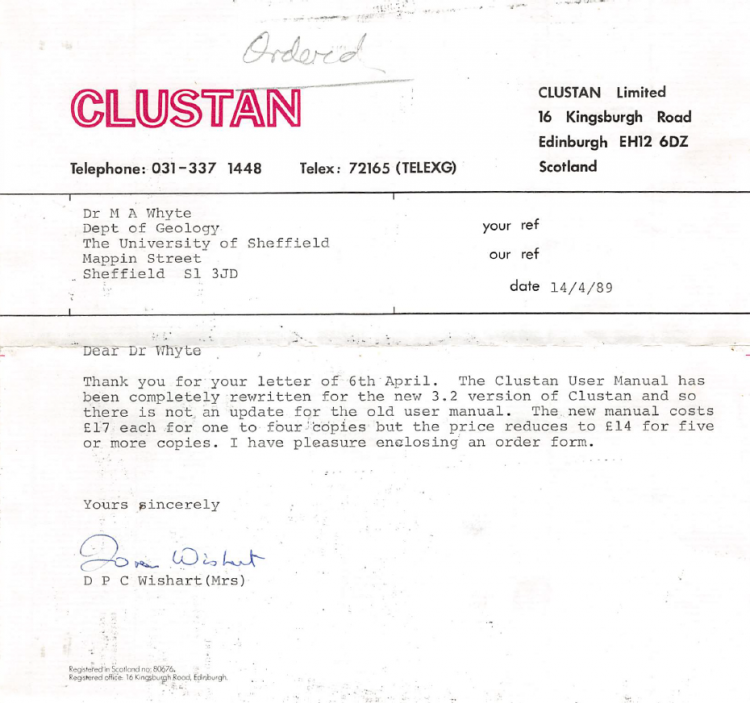 Ordered
CLUSTAN
CLUSTAN Limited
16 Kingsburgh Road
Edinburgh EH12 6DZ
Scotland
Telephone: 031-337 1448 Telex: 72165 (TELEXG)
Dr M A Whyte
Dept of Geology
The University of Sheffield
Mappin Street
Sheffield S1 3JD
your ref
our ref
date 14/4/89
Dear Dr Whyte
Thank you for your letter of 6th April. The Clustan User Manual has
been completely rewritten for the new 3.2 version of Clustan and so
there is not an update for the old user manual. The new manual costs
£17 each for one to four copies but the price reduces to £14 for five
or more copies. I have pleasure enclosing an order form.
Yours sincerely
Wishart
D P C Wishart(Mrs)
Registered in Scotland no: 80676.
Registered office: 16 Kingsburgh Road, Edinburgh.